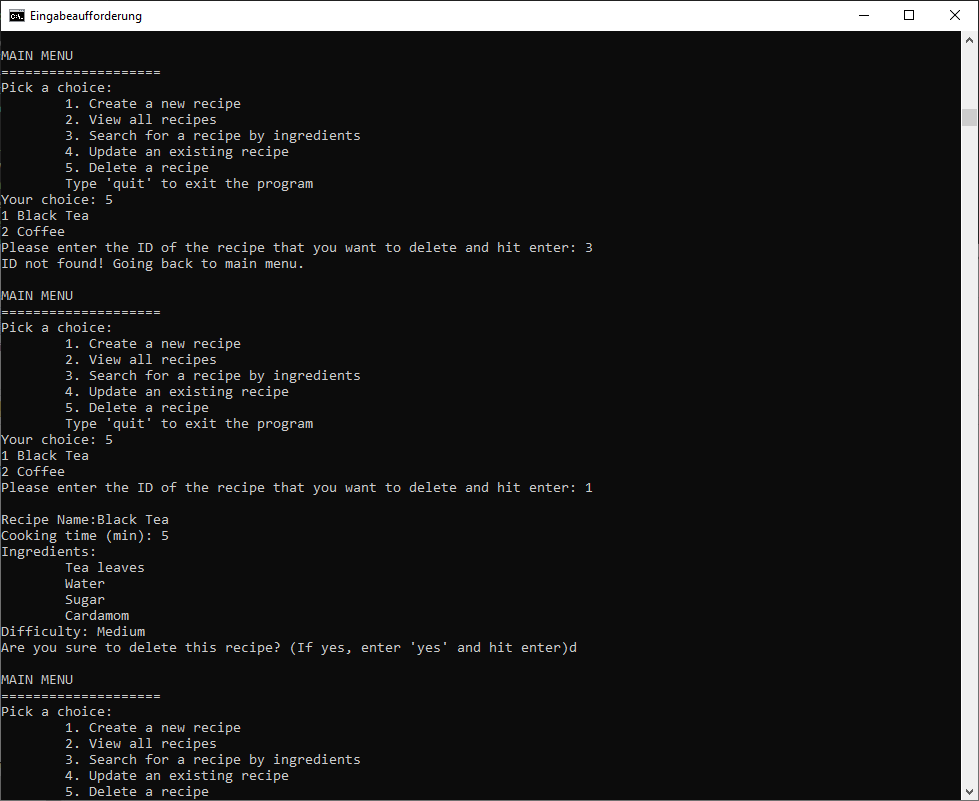 Eingabeaufforderung
MAIN MENU
====================
Pick a choice:
1. Create a new recipe
2. View all recipes
3. Search for a recipe by ingredients
4. Update an existing recipe
5. Delete a recipe
Type 'quit' to exit the program
Your choice: 5
1 Black Tea
2 Coffee
Please enter the ID of the recipe that you want to delete and hit enter: 3
ID not found! Going back to main menu.
MAIN MENU
====================
Pick a choice:
1. Create a new recipe
2. View all recipes
3. Search for a recipe by ingredients
4. Update an existing recipe
5. Delete a recipe
Type 'quit' to exit the program
Your choice: 5
1 Black Tea
2 Coffee
Please enter the ID of the recipe that you want to delete and hit enter: 1
Recipe Name:Black Tea
Cooking time (min): 5
Ingredients:
Tea leaves
Water
Sugar
Cardamom
Difficulty: Medium
Are you sure to delete this recipe? (If yes, enter 'yes' and hit enter)d
MAIN MENU
====================
Pick a choice:
1. Create a new recipe
2. View all recipes
3. Search for a recipe by ingredients
4. Update an existing recipe
5. Delete a recipe